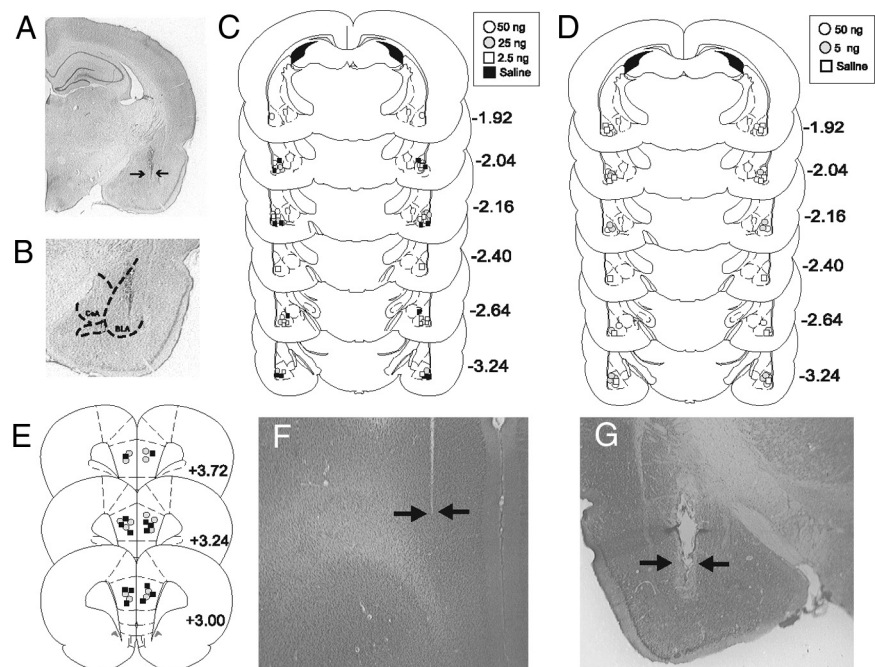 A
CeA
BLA
B
C
50 ng
25 ng
2.5 ng
Saline
-1.92
-2.04
-2.16
-2.40
-2.64
-3.24
D
50 ng
5 ng
Saline
-1.92
-2.04
-2.16
-2.40
-2.64
-3.24
E
+3.72
+3.24
+3.00
F
G